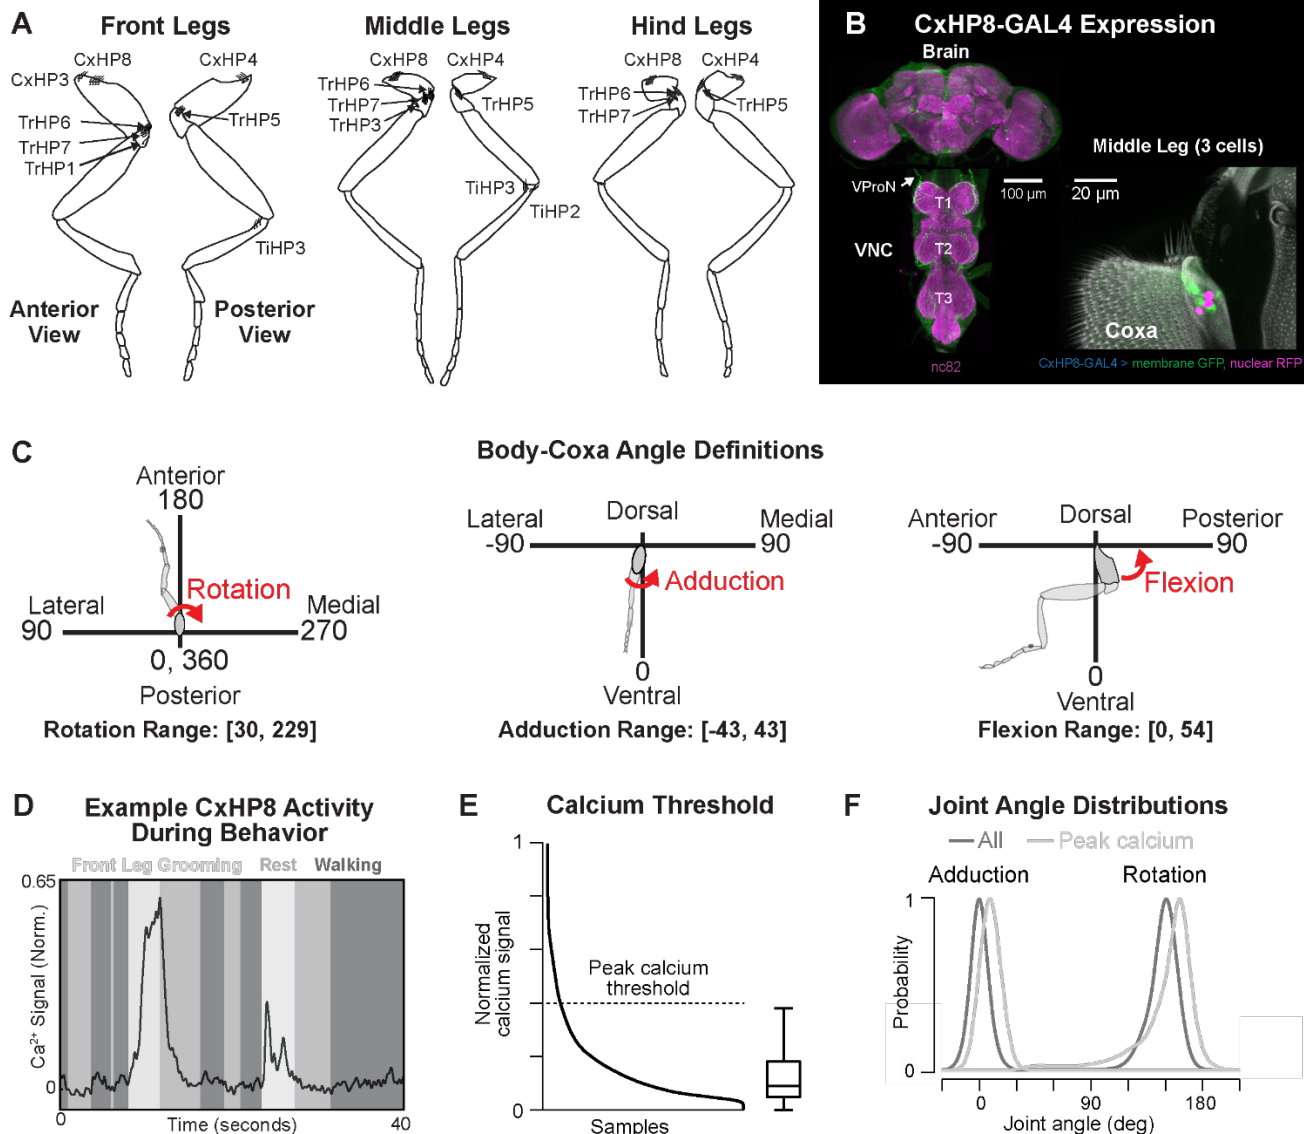 A
Front Legs
Middle Legs
Hind Legs
CxHP8
CxHP4
CxHP3
TrHP6
TrHP7
TrHP1
TrHP5
TiHP3
CxHP8
CxHP4
TrHP6
TrHP7
TrHP3
TrHP5
TiHP3
TiHP2
CxHP8
CxHP4
TrHP6
TrHP7
TrHP5
Anterior
View
Posterior
View
B
CxHP8-GAL4 Expression
Brain
Middle Leg (3 cells)
VProN
100 µm
20 µm
T1
VNC
T2
T3
Coxa
nc82
CxHP8-GAL4 > membrane GFP, nuclear RFP
C
Body-Coxa Angle Definitions
Anterior
180
Rotation
Lateral
90
Medial
270
0, 360
Posterior
Rotation Range: [30, 229]
Lateral
-90
Dorsal
Medial
90
Adduction
0
Ventral
Adduction Range: [-43, 43]
Anterior
-90
Dorsal
Posterior
90
Flexion
0
Ventral
Flexion Range: [0, 54]
D
Example CxHP8 Activity
During Behavior
Front Leg Grooming
Rest
Walking
0.65
Ca²⁺ Signal (Norm.)
0
0
Time (seconds)
40
E
Calcium Threshold
1
Normalized
calcium signal
Peak calcium
threshold
0
Samples
F
Joint Angle Distributions
All
Peak calcium
Adduction
Rotation
1
Probability
0
0
90
180
Joint angle (deg)